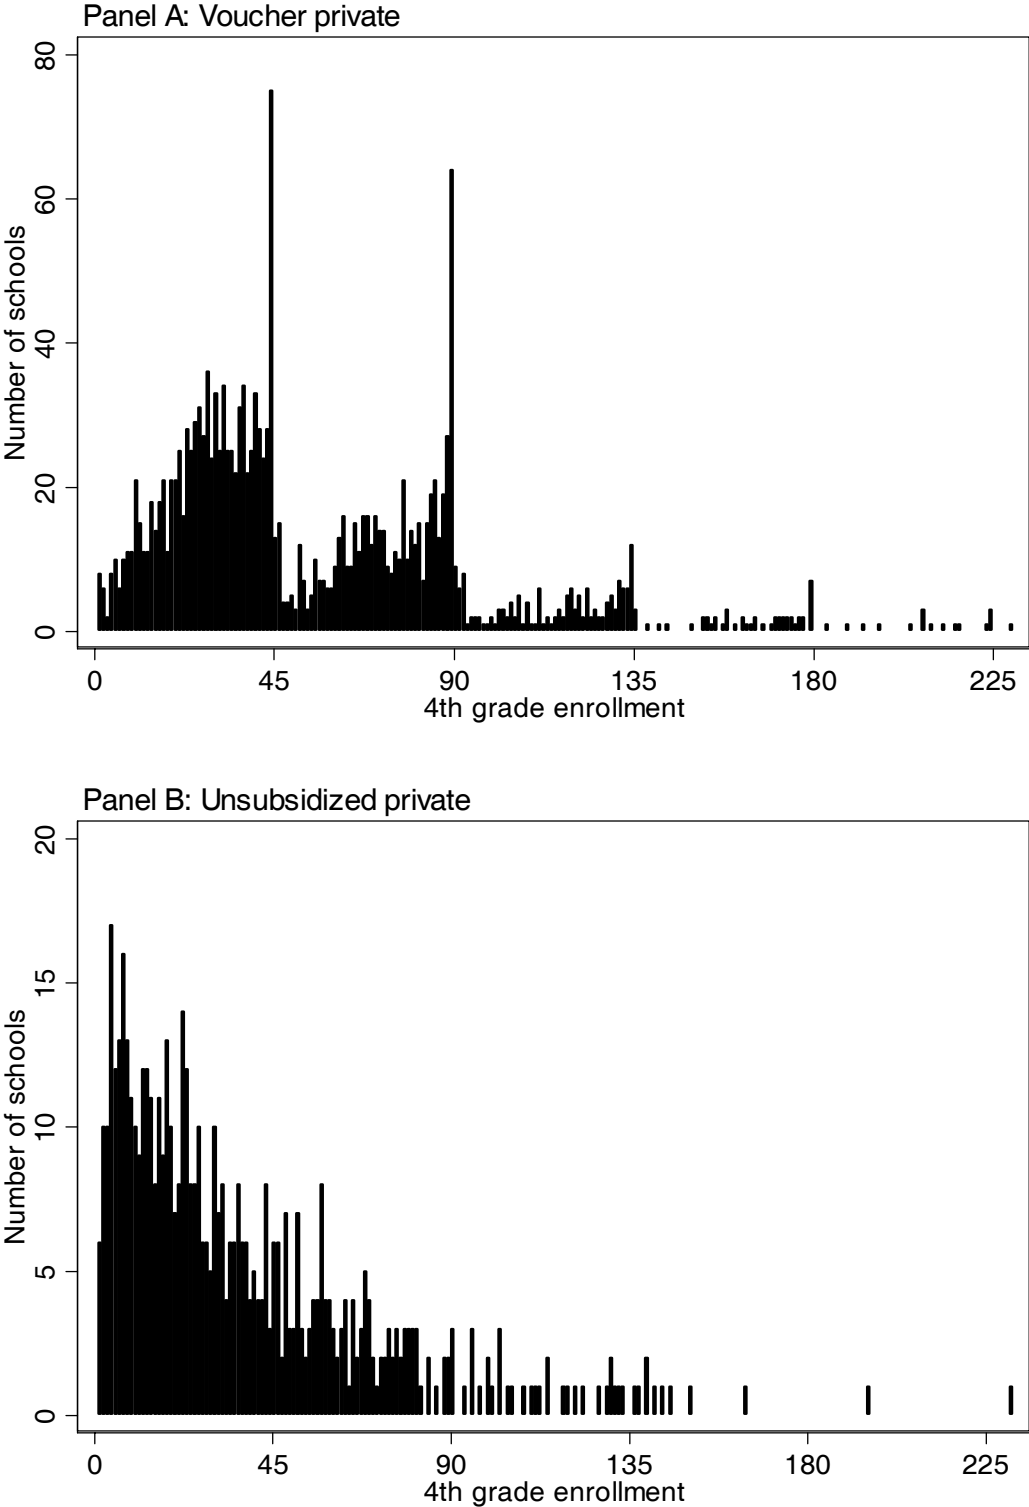 Panel A: Voucher private
80
60
40
20
0
Number of schools
0 45 90 135 180 225
4th grade enrollment
Panel B: Unsubsidized private
20
15
10
5
0
Number of schools
0 45 90 135 180 225
4th grade enrollment